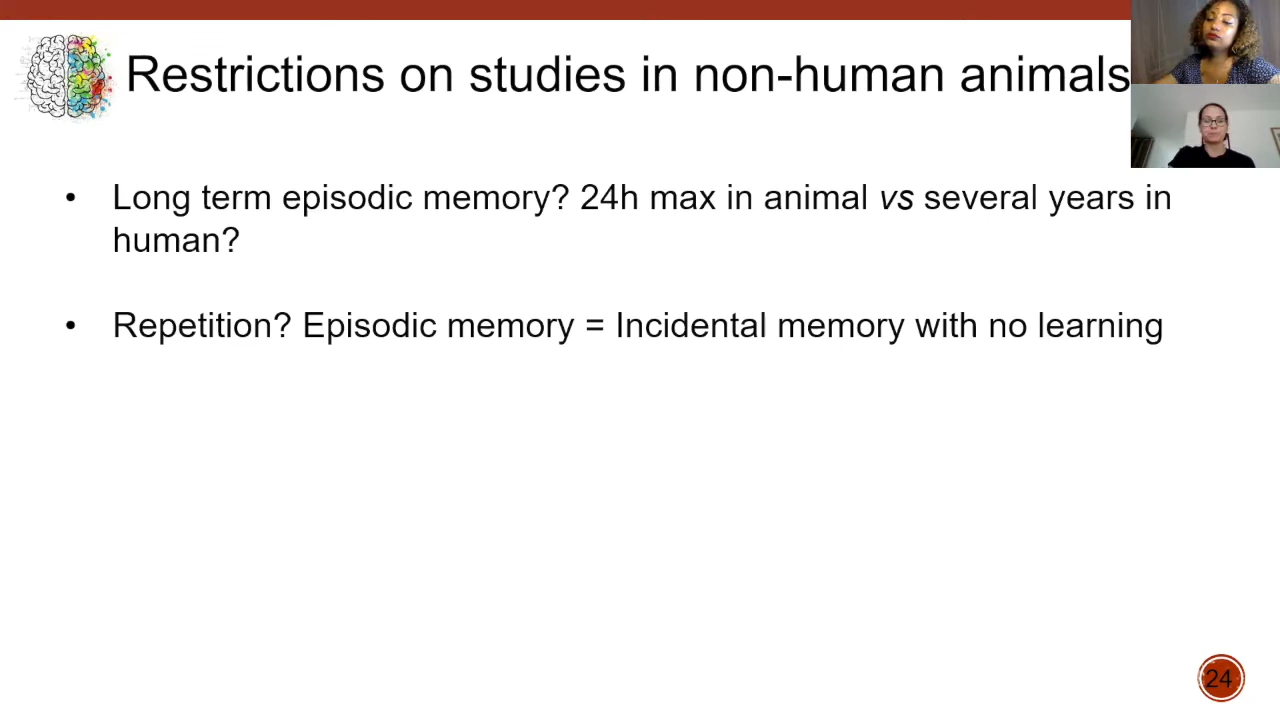 Restrictions on studies in non-human animals
• Long term episodic memory? 24h max in animal vs several years in
human?
• Repetition? Episodic memory = Incidental memory with no learning
24